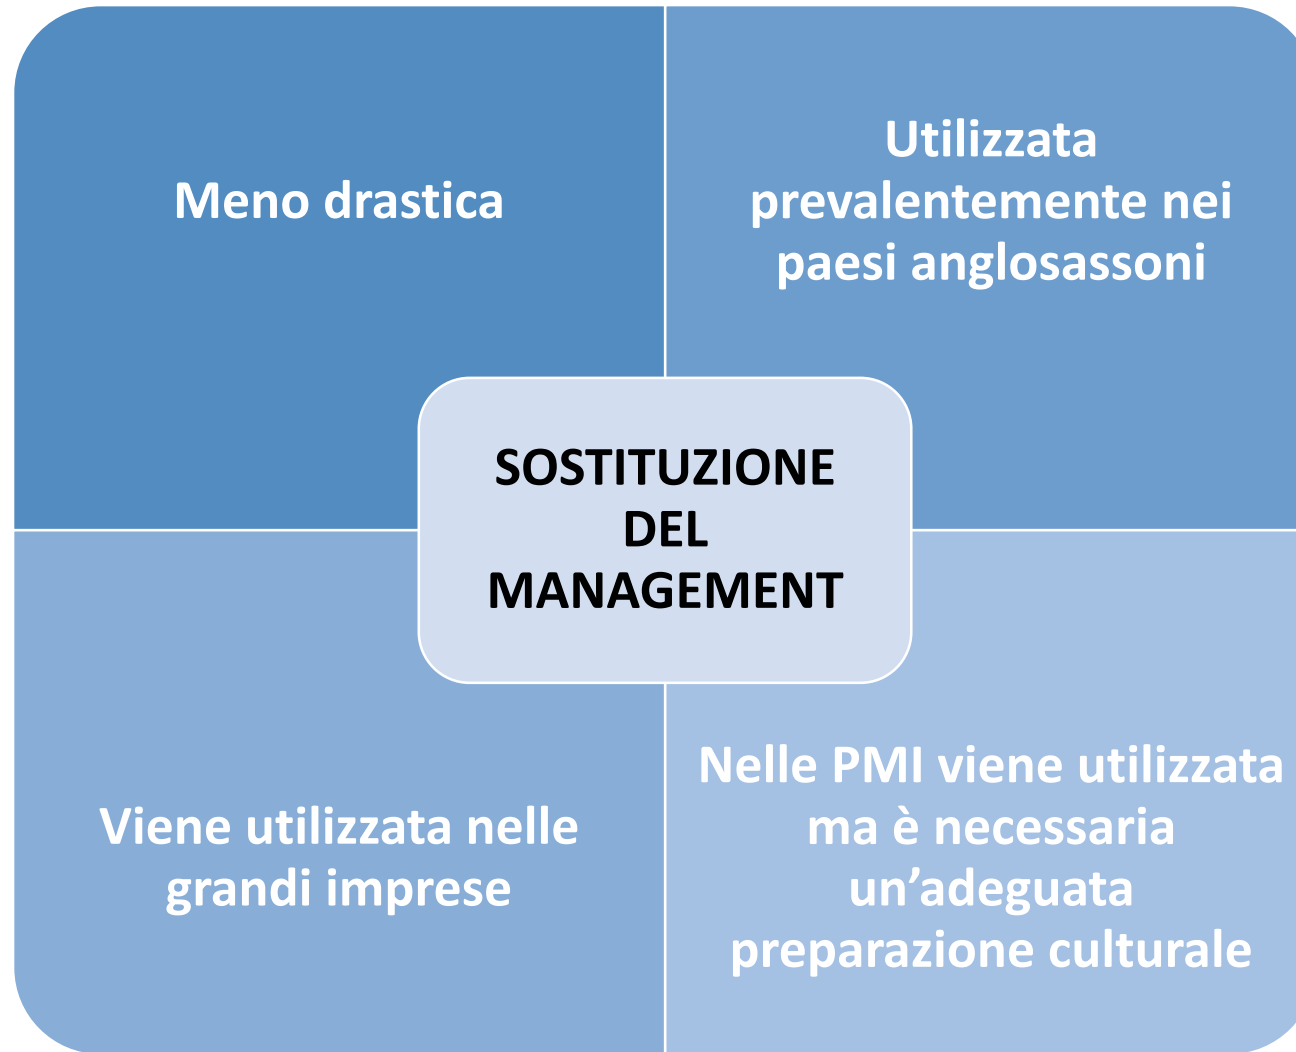 Meno drastica
Utilizzata
prevalentemente nei
paesi anglosassoni
SOSTITUZIONE
DEL
MANAGEMENT
Viene utilizzata nelle
grandi imprese
Nelle PMI viene utilizzata
ma è necessaria
un’adeguata
preparazione culturale